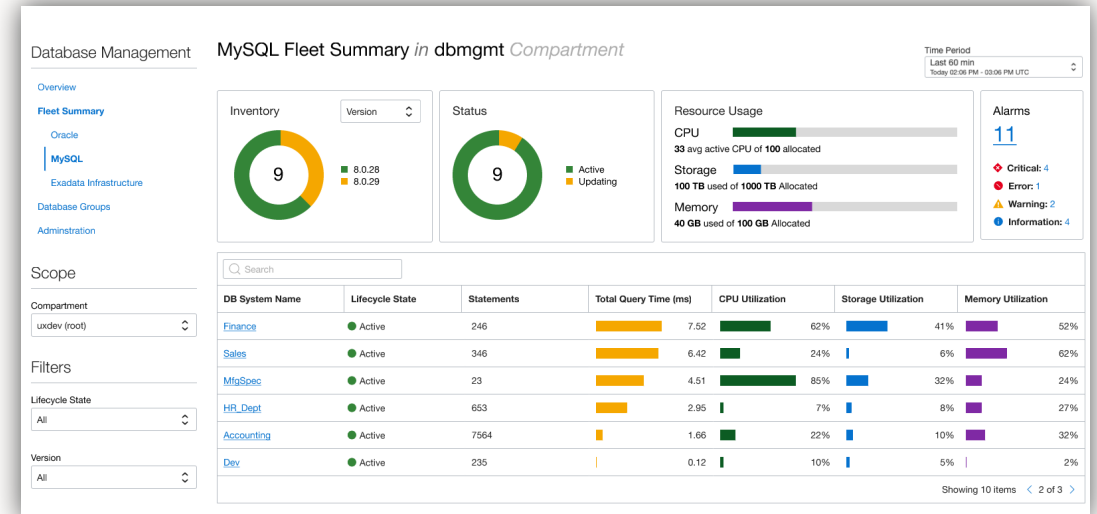 Database Management
Overview
Fleet Summary
Oracle
MySQL
Exadata Infrastructure
Database Groups
Adminstration
Scope
Compartment
uxdev (root)
Filters
Lifecycle State
All
Version
All
MySQL Fleet Summary in dbmgmt Compartment
Time Period
Last 60 min
Today 02:06 PM - 03:06 PM UTC
Inventory
Version
9
8.0.28
8.0.29
Status
9
Active
Updating
Resource Usage
CPU
33 avg active CPU of 100 allocated
Storage
100 TB used of 1000 TB Allocated
Memory
40 GB used of 100 GB Allocated
Alarms
11
Critical: 4
Error: 1
Warning: 2
Information: 4
Search
DB System Name Lifecycle State Statements Total Query Time (ms) CPU Utilization Storage Utilization Memory Utilization
Finance Active 246 7.52 62% 41% 52%
Sales Active 346 6.42 24% 6% 62%
MfgSpec Active 23 4.51 85% 32% 24%
HR_Dept Active 653 2.95 7% 8% 27%
Accounting Active 7564 1.66 22% 10% 32%
Dev Active 235 0.12 10% 5% 2%
Showing 10 items < 2 of 3 >